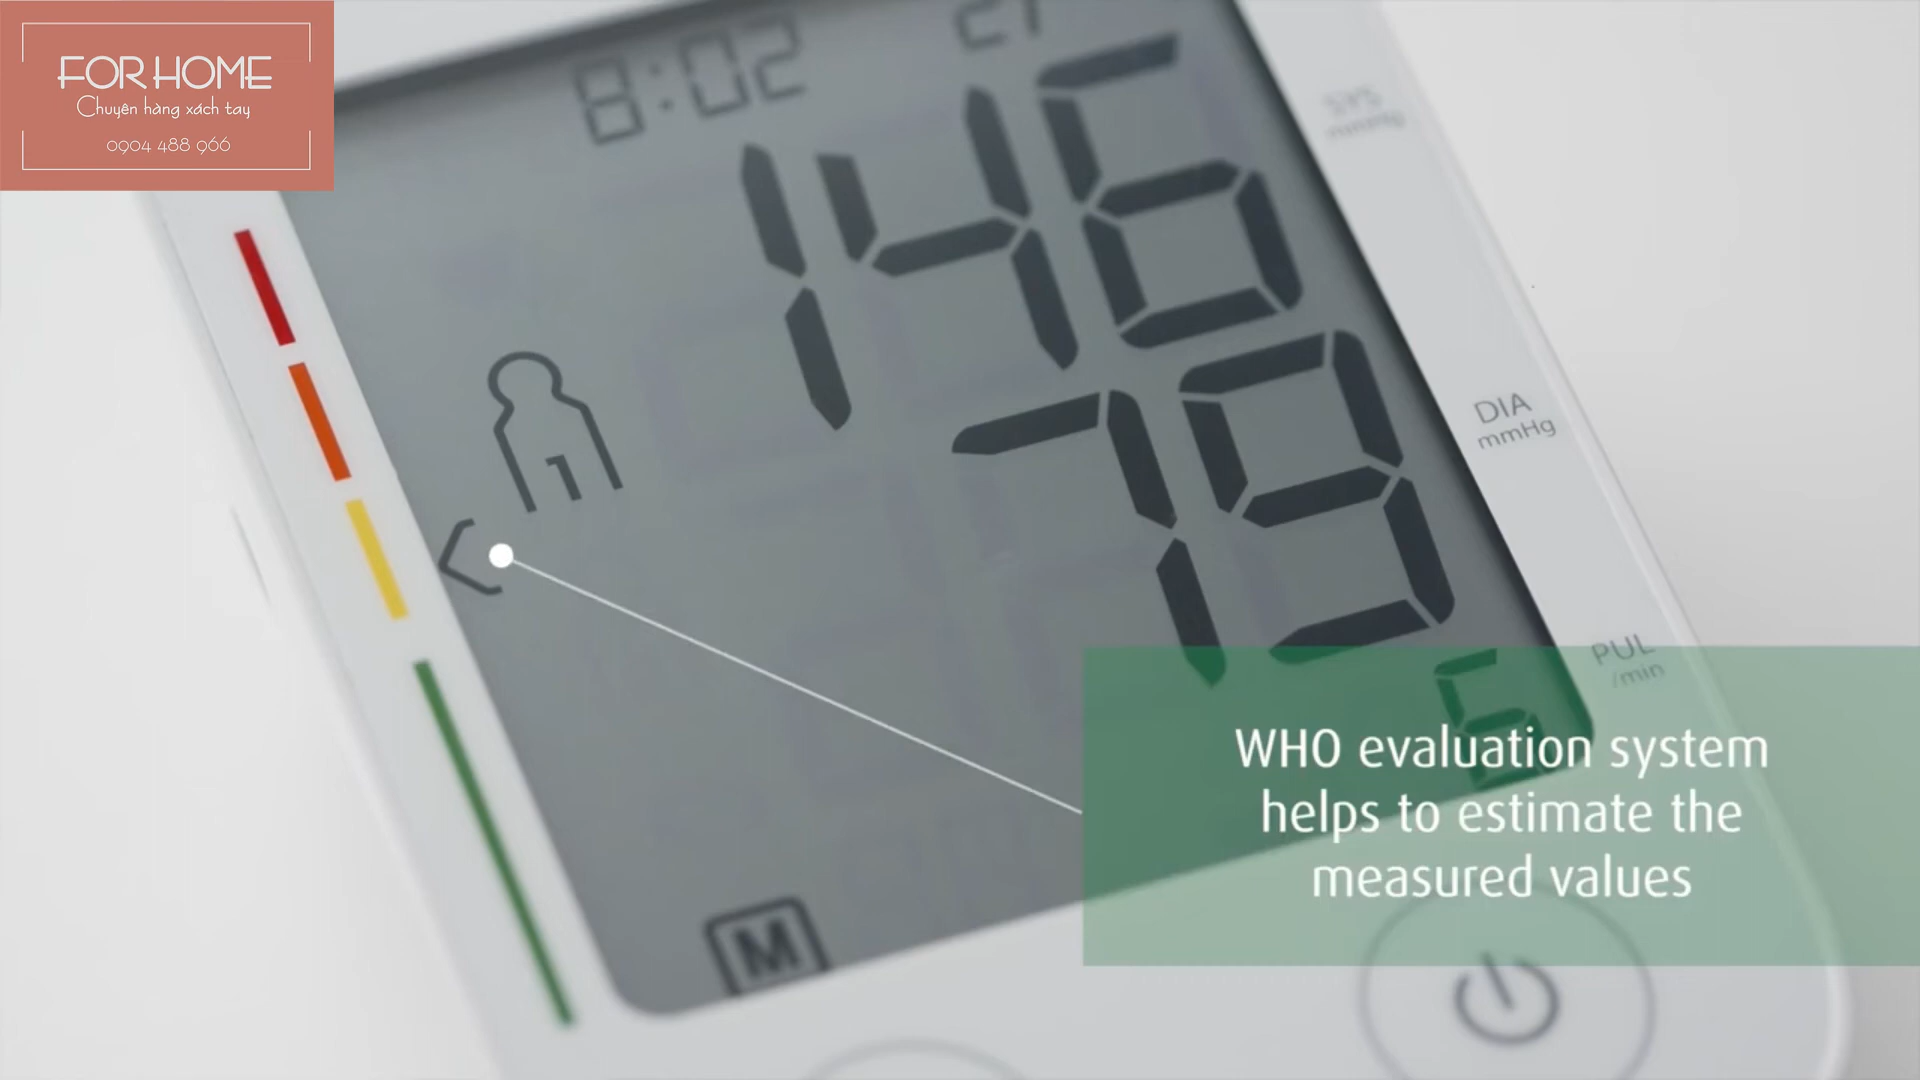 FOR HOME
Chuyên hàng xách tay
0904 488 966
8:02
146
SYS
mmHg
1
79
DIA
mmHg
PUL
/min
WHO evaluation system
helps to estimate the
measured values
M